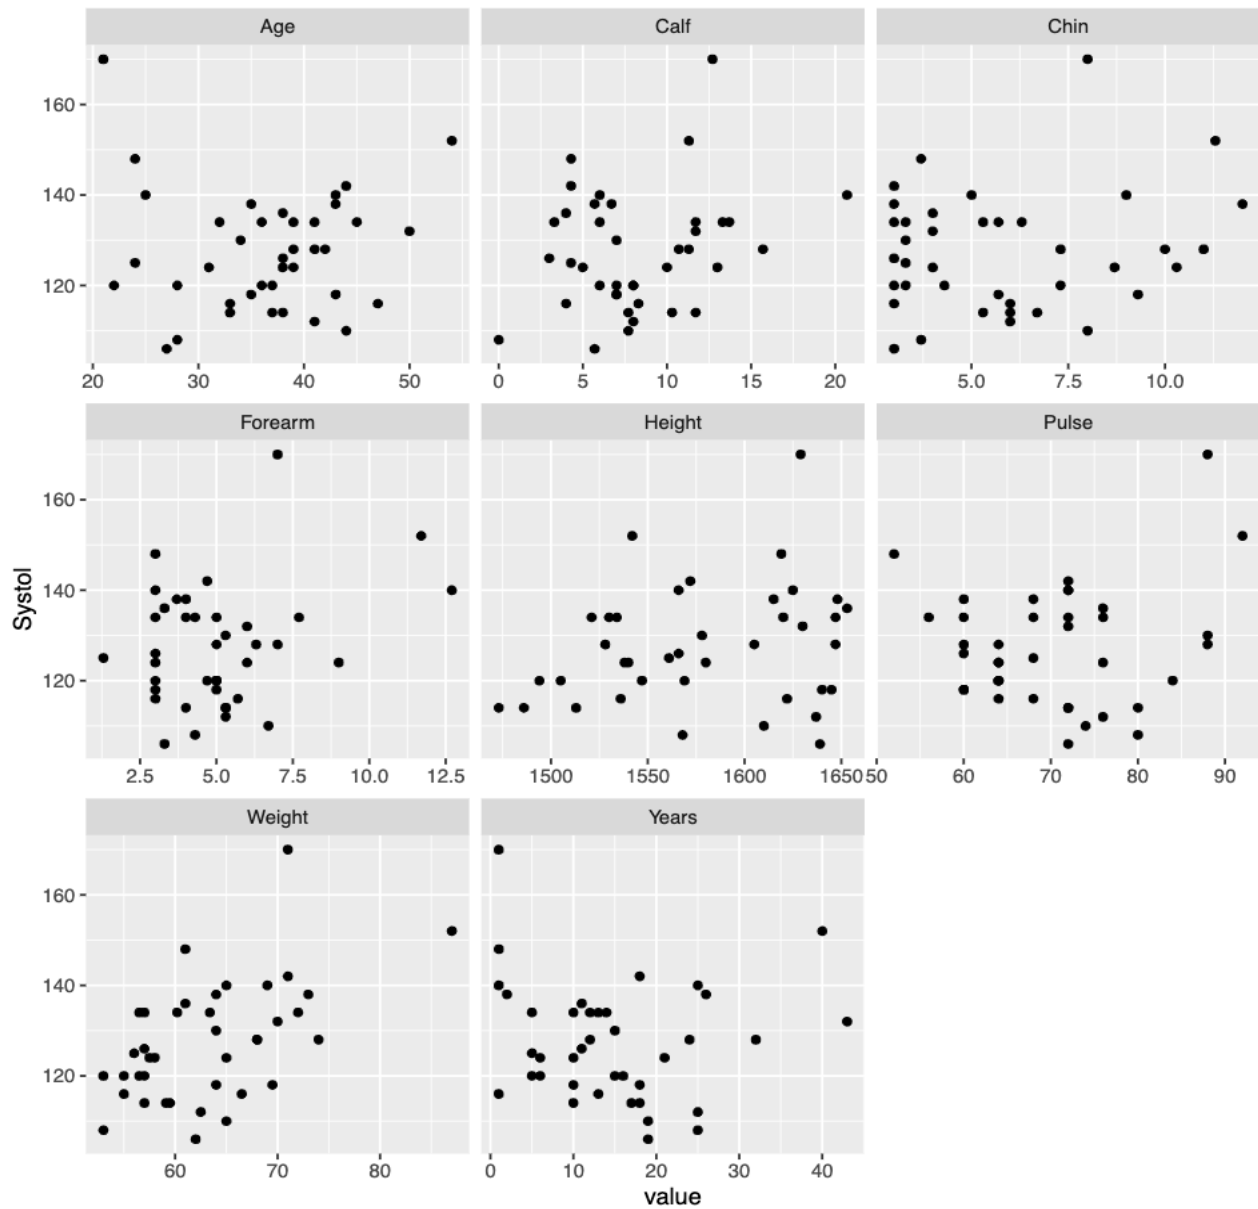 Age Calf Chin
160
140
120
20 30 40 50 0 5 10 15 20 5.0 7.5 10.0
Forearm Height Pulse
160
140
120
2.5 5.0 7.5 10.0 12.5 1500 1550 1600 1650 50 60 70 80 90
Systol
Weight Years
160
140
120
60 70 80 0 10 20 30 40
value